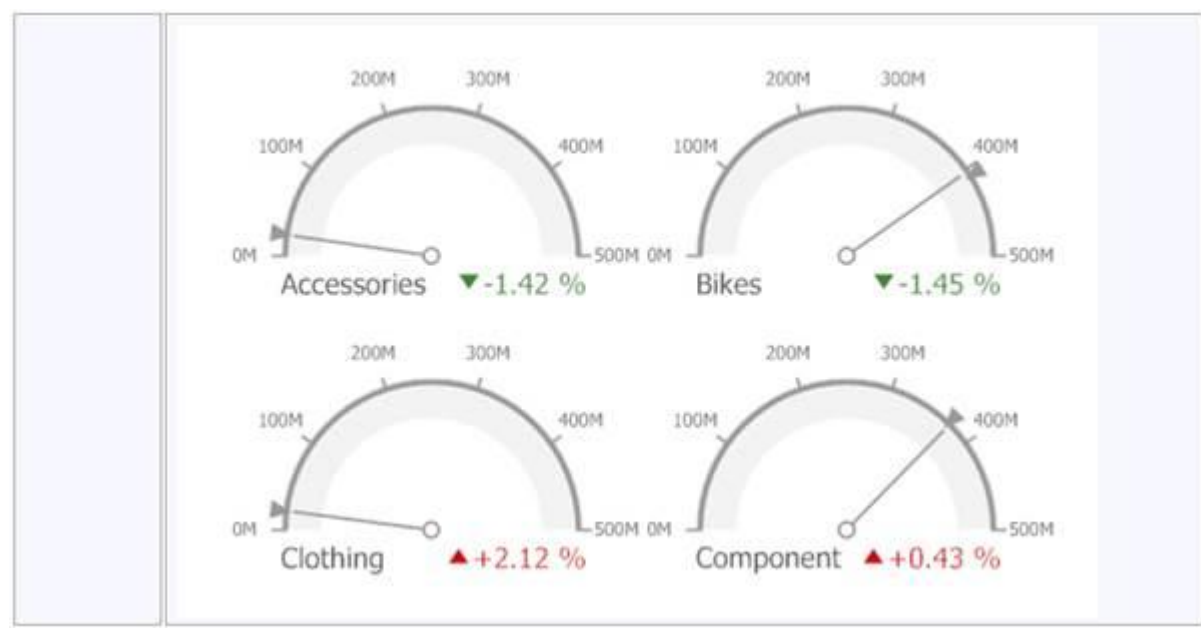 200M 300M
100M 400M
0M 500M
Accessories ▼-1.42 %
200M 300M
100M 400M
0M 500M
Bikes ▼-1.45 %
200M 300M
100M 400M
0M 500M
Clothing ▲+2.12 %
200M 300M
100M 400M
0M 500M
Component ▲+0.43 %